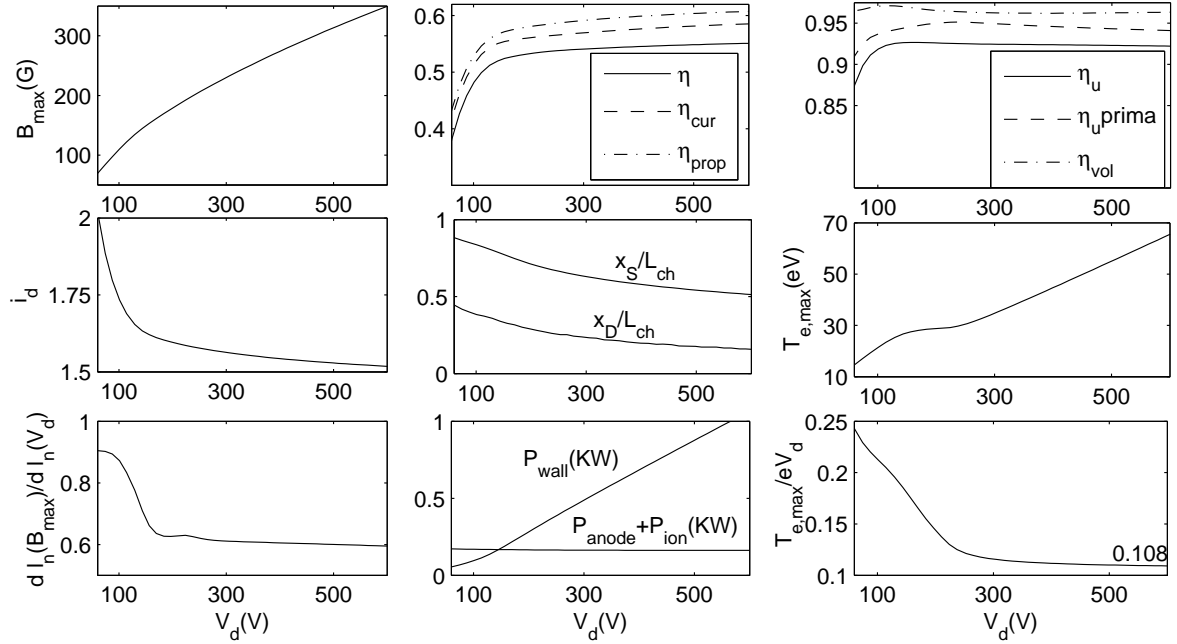 B_max(G)
300
200
100
100 300 500
0.6
0.5
0.4
100 300 500
η
η_cur
η_prop
0.95
0.9
0.85
100 300 500
η_u
η_u prima
η_vol
i_d
2
1.75
1.5
100 300 500
1
0.5
0
100 300 500
x_S/L_ch
x_D/L_ch
T_e,max(eV)
70
50
30
10
100 300 500
d l_n(B_max)/d l_n(V_d)
1
0.8
0.6
100 300 500
V_d(V)
1
0.5
0
100 300 500
P_wall(KW)
P_anode+P_ion(KW)
V_d(V)
T_e,max/eV_d
0.25
0.2
0.15
0.1
100 300 500
0.108
V_d(V)